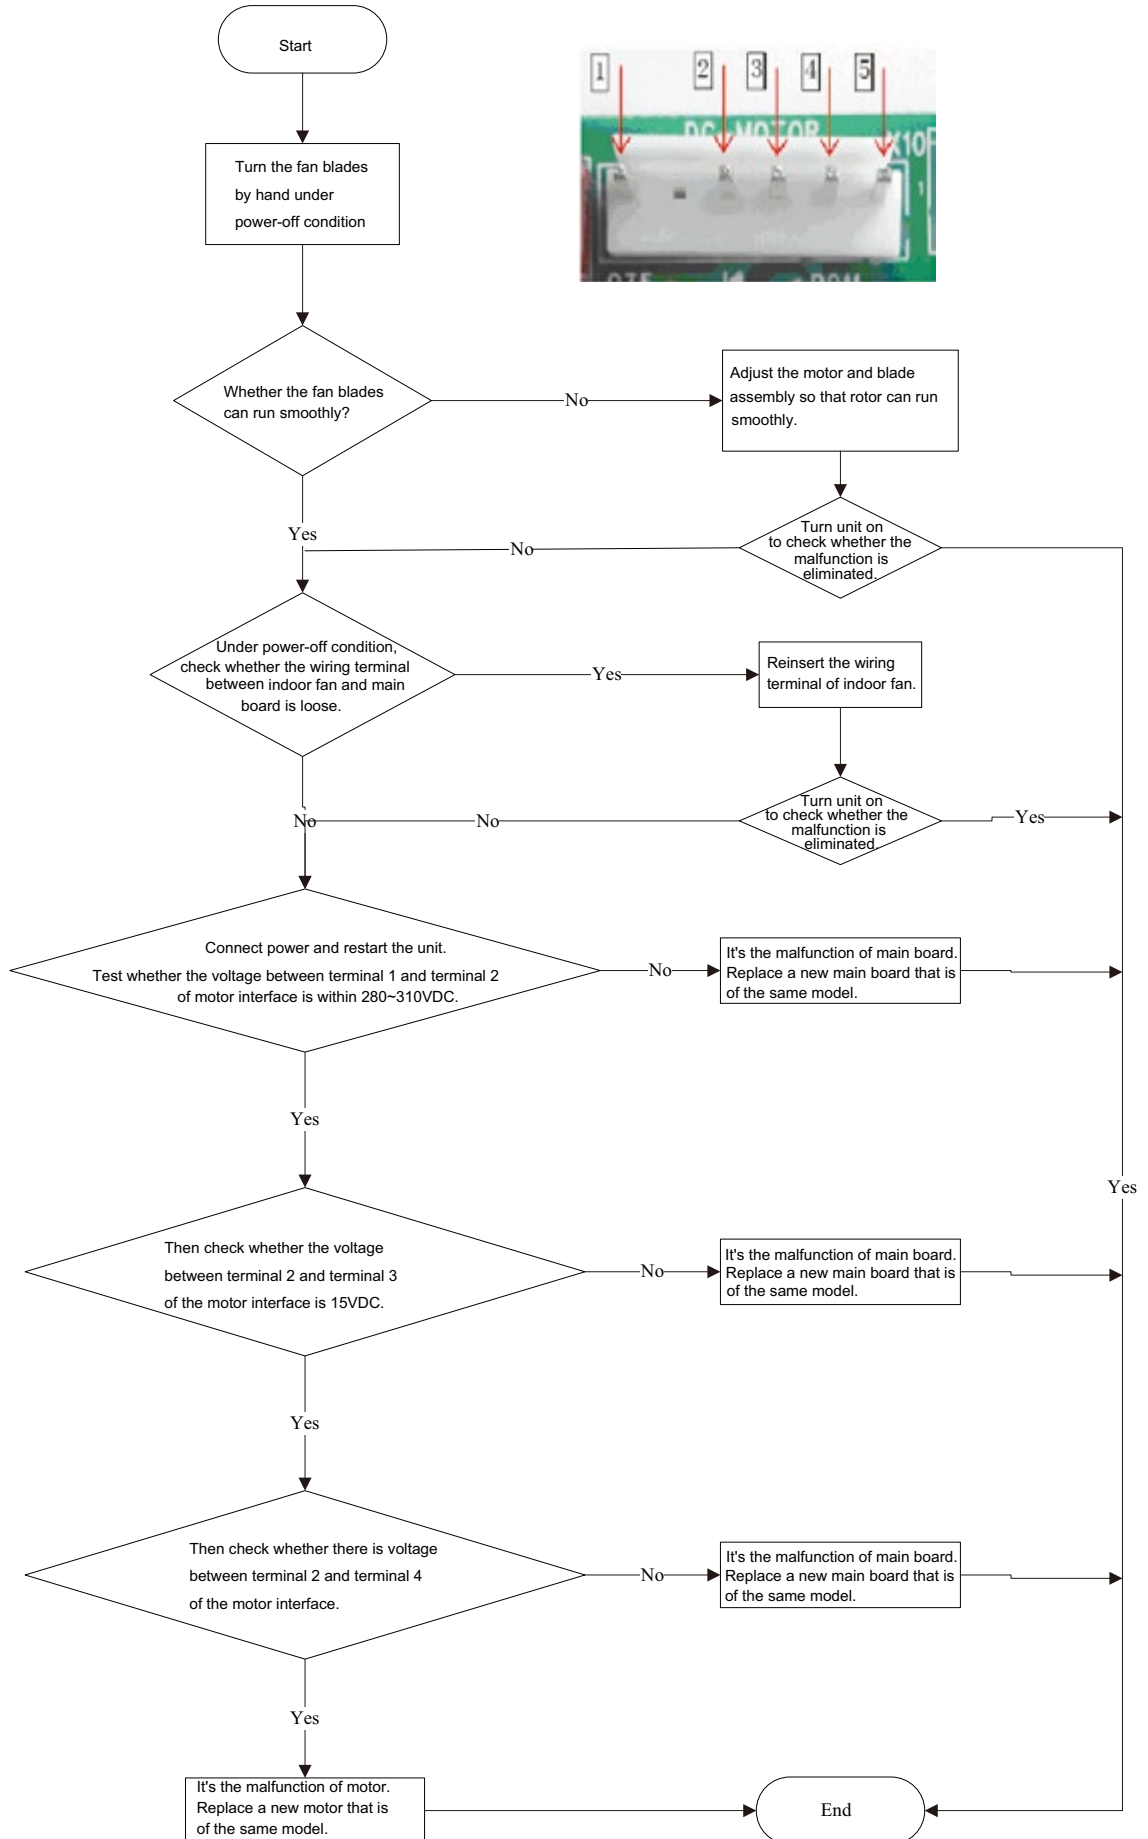 Start
1 2 3 4 5
DC-MOTOR
X10
1
Turn the fan blades
by hand under
power-off condition
Whether the fan blades
can run smoothly?
No
Adjust the motor and blade
assembly so that rotor can run
smoothly.
Yes
Turn unit on
to check whether the
malfunction is
eliminated.
No
Under power-off condition,
check whether the wiring terminal
between indoor fan and main
board is loose.
Yes
Reinsert the wiring
terminal of indoor fan.
No
No
Turn unit on
to check whether the
malfunction is
eliminated.
Yes
Connect power and restart the unit.
Test whether the voltage between terminal 1 and terminal 2
of motor interface is within 280~310VDC.
No
It's the malfunction of main board.
Replace a new main board that is
of the same model.
Yes
Yes
Then check whether the voltage
between terminal 2 and terminal 3
of the motor interface is 15VDC.
No
It's the malfunction of main board.
Replace a new main board that is
of the same model.
Yes
Then check whether there is voltage
between terminal 2 and terminal 4
of the motor interface.
No
It's the malfunction of main board.
Replace a new main board that is
of the same model.
Yes
It's the malfunction of motor.
Replace a new motor that is
of the same model.
End